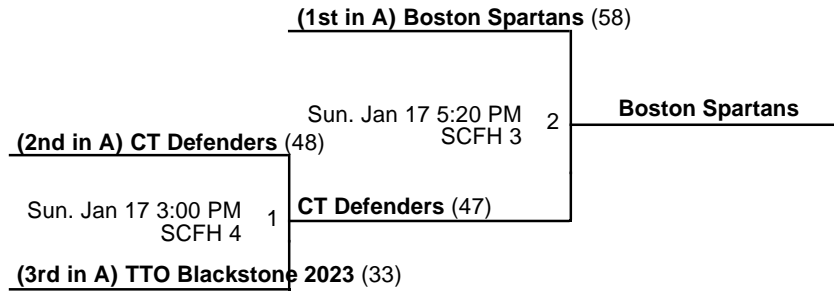 (1st in A) Boston Spartans (58)
Sun. Jan 17 5:20 PM
SCFH 3
2
Boston Spartans
(2nd in A) CT Defenders (48)
Sun. Jan 17 3:00 PM
SCFH 4
1
CT Defenders (47)
(3rd in A) TTO Blackstone 2023 (33)